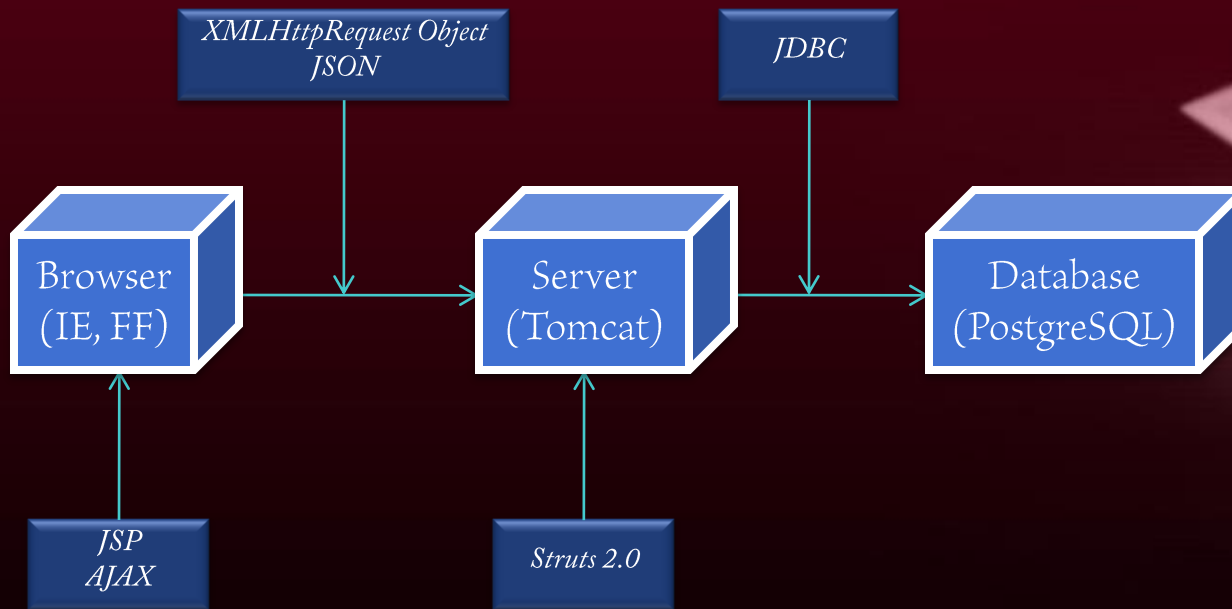 XMLHttpRequest Object
JSON
JDBC
Browser
(IE, FF)
Server
(Tomcat)
Database
(PostgreSQL)
JSP
AJAX
Struts 2.0